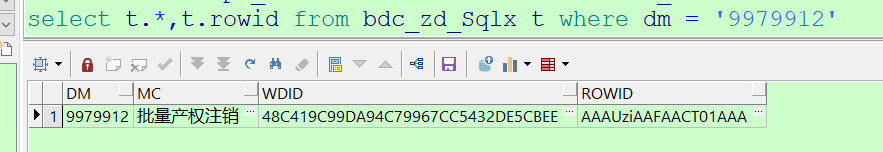 select t.*,t.rowid from bdc_zd_Sqlx t where dm = '9979912'
DM MC WDID ROWID
1 9979912 批量产权注销 ··· 48C419C99DA94C79967CC5432DE5CBEE ··· AAAUziAAFAACT01AAA ···